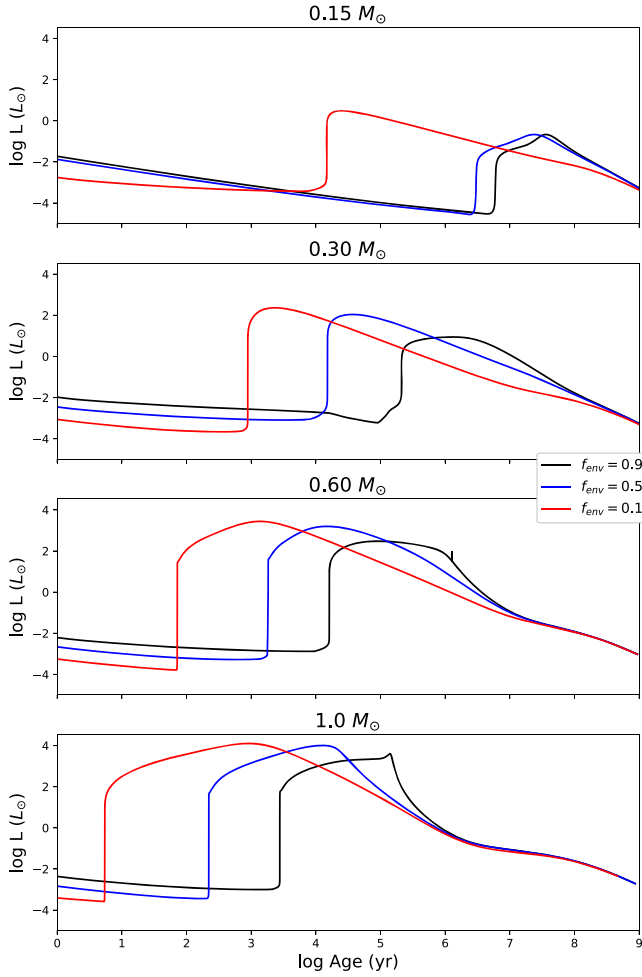 0.15 M⊙
log L (L⊙)
4
2
0
−2
−4
0.30 M⊙
log L (L⊙)
4
2
0
−2
−4
f_env = 0.9
f_env = 0.5
f_env = 0.1
0.60 M⊙
log L (L⊙)
4
2
0
−2
−4
1.0 M⊙
log L (L⊙)
4
2
0
−2
−4
0 1 2 3 4 5 6 7 8 9
log Age (yr)